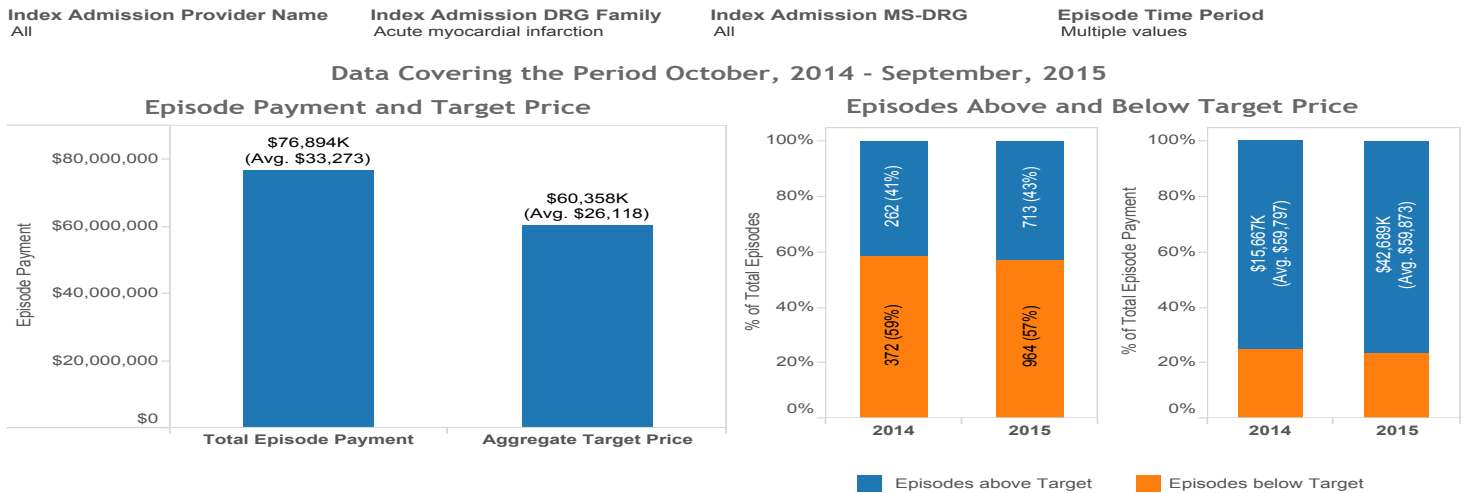 Index Admission Provider Name
All
Index Admission DRG Family
Acute myocardial infarction
Index Admission MS-DRG
All
Episode Time Period
Multiple values
Data Covering the Period October, 2014 - September, 2015
Episode Payment and Target Price
Episode Payment
$80,000,000
$60,000,000
$40,000,000
$20,000,000
$0
$76,894K
(Avg. $33,273)
$60,358K
(Avg. $26,118)
Total Episode Payment
Aggregate Target Price
Episodes Above and Below Target Price
% of Total Episodes
100%
80%
60%
40%
20%
0%
262 (41%)
372 (59%)
713 (43%)
964 (57%)
2014
2015
% of Total Episode Payment
100%
80%
60%
40%
20%
0%
$15,667K
(Avg. $59,797)
$42,689K
(Avg. $59,873)
2014
2015
Episodes above Target
Episodes below Target